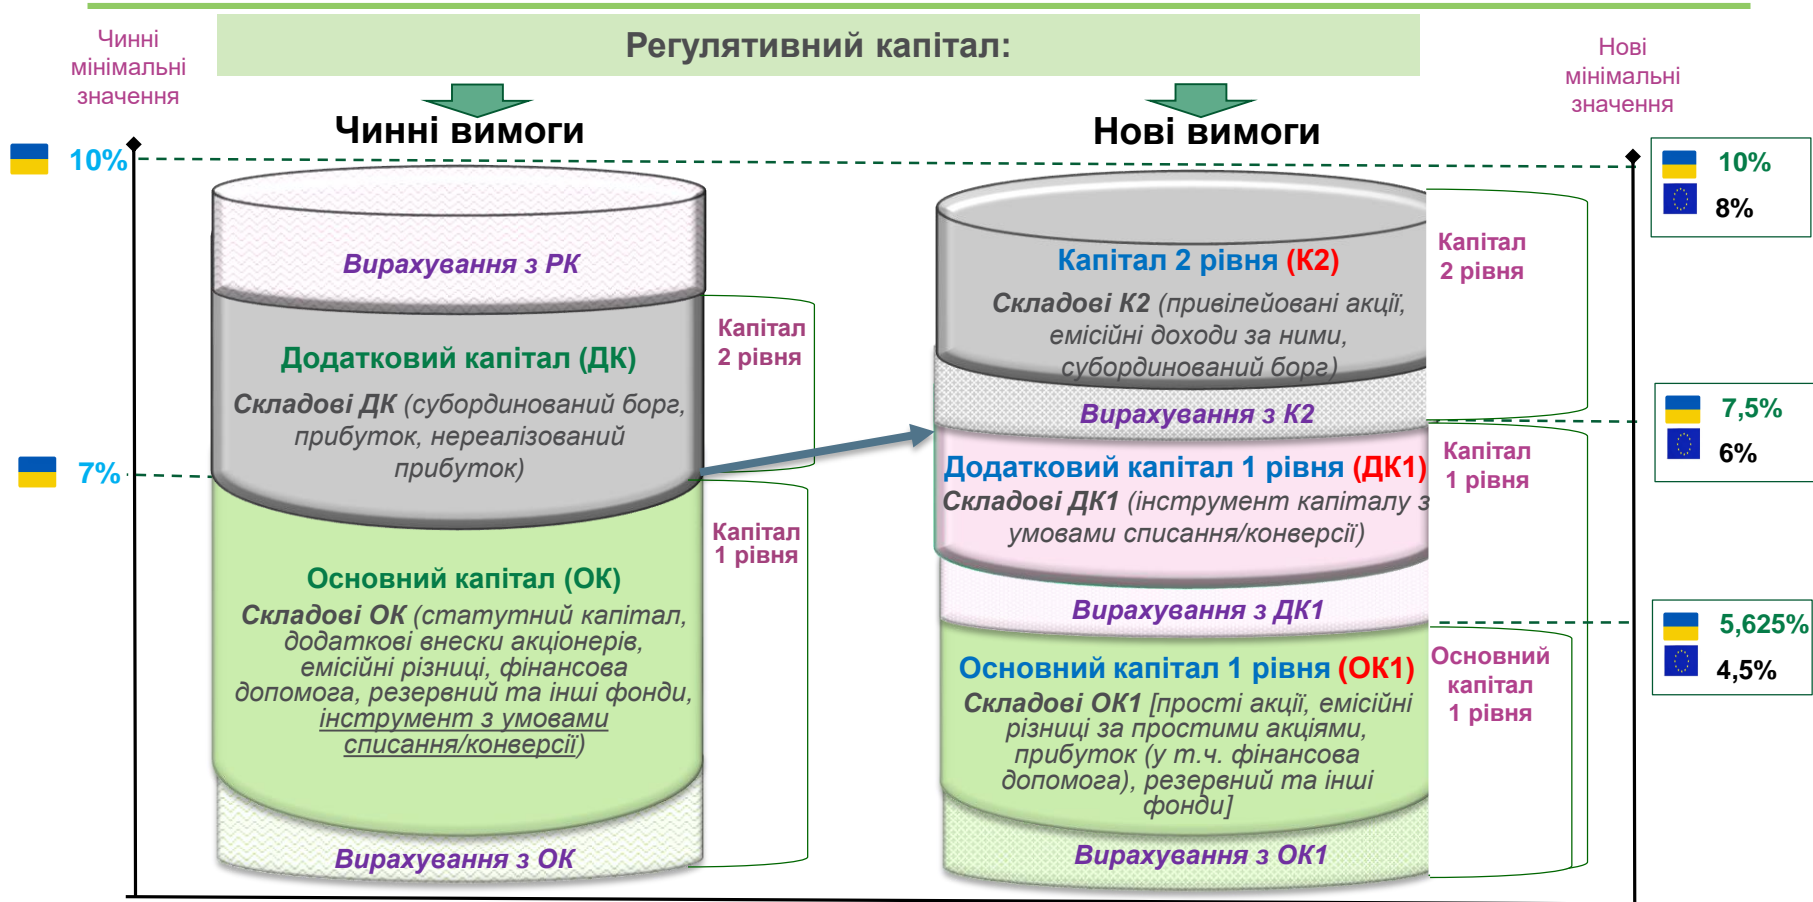 Регулятивний капітал:
Чинні
мінімальні
значення
Нові
мінімальні
значення
Чинні вимоги
Нові вимоги
10%
7%
Вирахування з РК
Додатковий капітал (ДК)
Складові ДК (субординований борг,
прибуток, нереалізований
прибуток)
Основний капітал (ОК)
Складові ОК (статутний капітал,
додаткові внески акціонерів,
емісійні різниці, фінансова
допомога, резервний та інші фонди,
інструмент з умовами
списання/конверсії)
Вирахування з ОК
Капітал
2 рівня
Капітал
1 рівня
Капітал 2 рівня (К2)
Складові К2 (привілейовані акції,
емісійні доходи за ними,
субординований борг)
Вирахування з К2
Додатковий капітал 1 рівня (ДК1)
Складові ДК1 (інструмент капіталу з
умовами списання/конверсії)
Вирахування з ДК1
Основний капітал 1 рівня (ОК1)
Складові ОК1 [прості акції, емісійні
різниці за простими акціями,
прибуток (у т.ч. фінансова
допомога), резервний та інші
фонди]
Вирахування з ОК1
Капітал
2 рівня
Капітал
1 рівня
Основний
капітал
1 рівня
10%
8%
7,5%
6%
5,625%
4,5%